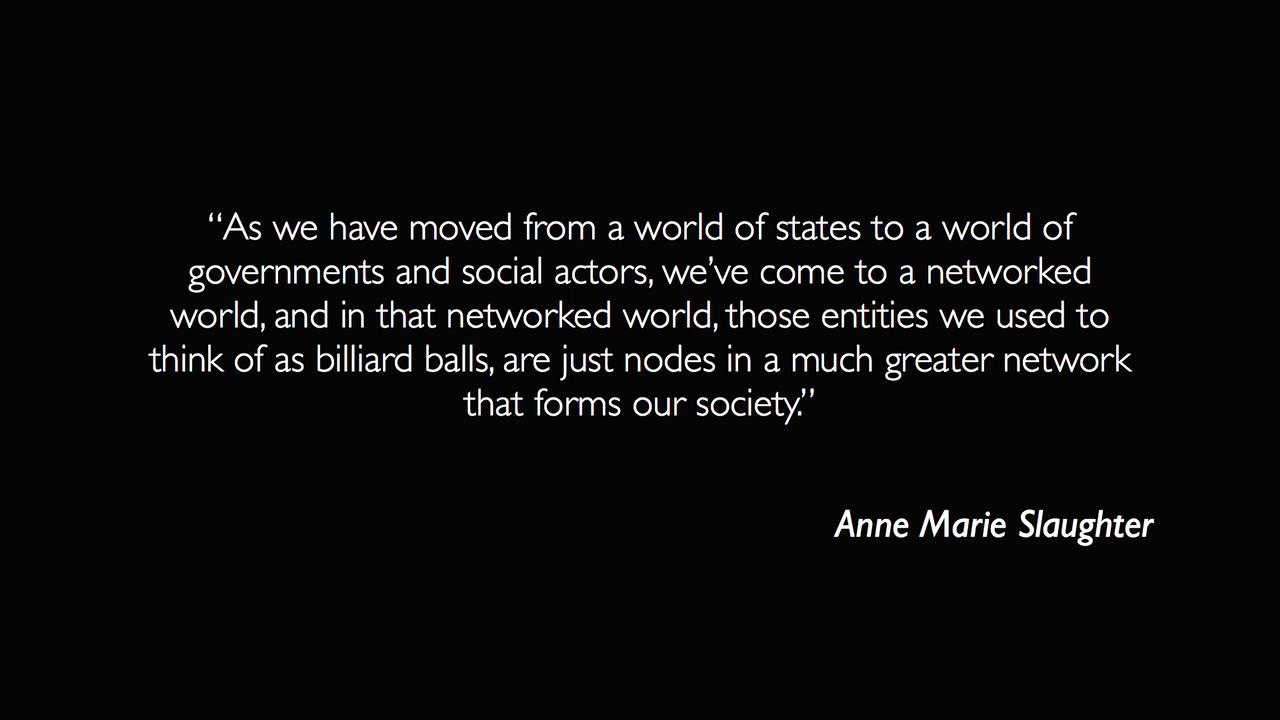 “As we have moved from a world of states to a world of
governments and social actors, we’ve come to a networked
world, and in that networked world, those entities we used to
think of as billiard balls, are just nodes in a much greater network
that forms our society.”
Anne Marie Slaughter